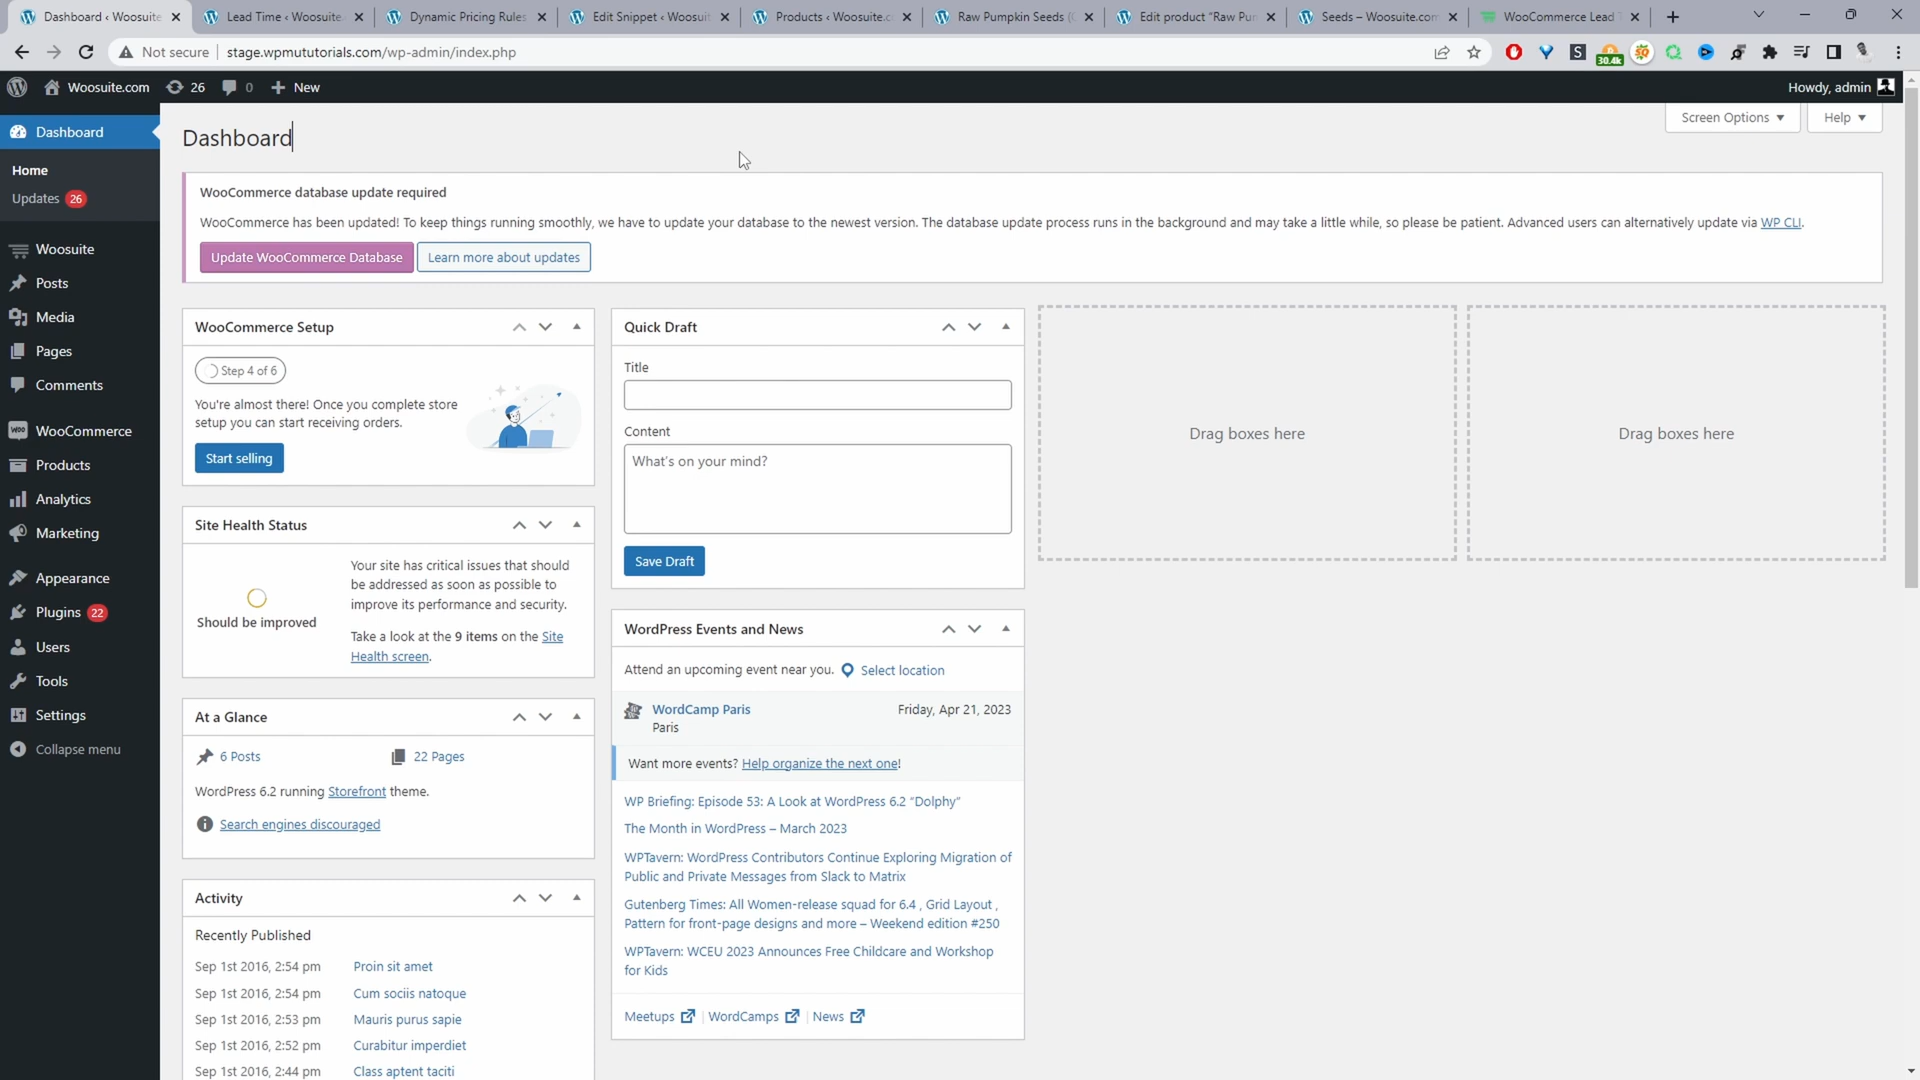 Dashboard ‹ Woosuite
Lead Time ‹ Woosuite.
Dynamic Pricing Rules
Edit Snippet ‹ Woosuit
Products ‹ Woosuite.c
Raw Pumpkin Seeds (
Edit product “Raw Pu
Seeds – Woosuite.com
WooCommerce Lead T
Not secure
stage.wpmututorials.com/wp-admin/index.php
30.4k
Woosuite.com
26
0
New
Howdy, admin
Dashboard
Home
Updates 26
Woosuite
Posts
Media
Pages
Comments
WooCommerce
Products
Analytics
Marketing
Appearance
Plugins 22
Users
Tools
Settings
Collapse menu
Dashboard
Screen Options
Help
WooCommerce database update required
WooCommerce has been updated! To keep things running smoothly, we have to update your database to the newest version. The database update process runs in the background and may take a little while, so please be patient. Advanced users can alternatively update via WP CLI.
Update WooCommerce Database
Learn more about updates
WooCommerce Setup
Step 4 of 6
You're almost there! Once you complete store
setup you can start receiving orders.
Start selling
Site Health Status
Should be improved
Your site has critical issues that should
be addressed as soon as possible to
improve its performance and security.
Take a look at the 9 items on the Site
Health screen.
At a Glance
6 Posts
22 Pages
WordPress 6.2 running Storefront theme.
Search engines discouraged
Activity
Recently Published
Sep 1st 2016, 2:54 pm Proin sit amet
Sep 1st 2016, 2:54 pm Cum sociis natoque
Sep 1st 2016, 2:53 pm Mauris purus sapie
Sep 1st 2016, 2:52 pm Curabitur imperdiet
Sep 1st 2016, 2:44 pm Class aptent taciti
Quick Draft
Title
Content
What's on your mind?
Save Draft
WordPress Events and News
Attend an upcoming event near you. Select location
WordCamp Paris
Friday, Apr 21, 2023
Paris
Want more events? Help organize the next one!
WP Briefing: Episode 53: A Look at WordPress 6.2 “Dolphy”
The Month in WordPress – March 2023
WPTavern: WordPress Contributors Continue Exploring Migration of
Public and Private Messages from Slack to Matrix
Gutenberg Times: All Women-release squad for 6.4 , Grid Layout ,
Pattern for front-page designs and more – Weekend edition #250
WPTavern: WCEU 2023 Announces Free Childcare and Workshop
for Kids
Meetups | WordCamps | News
Drag boxes here
Drag boxes here